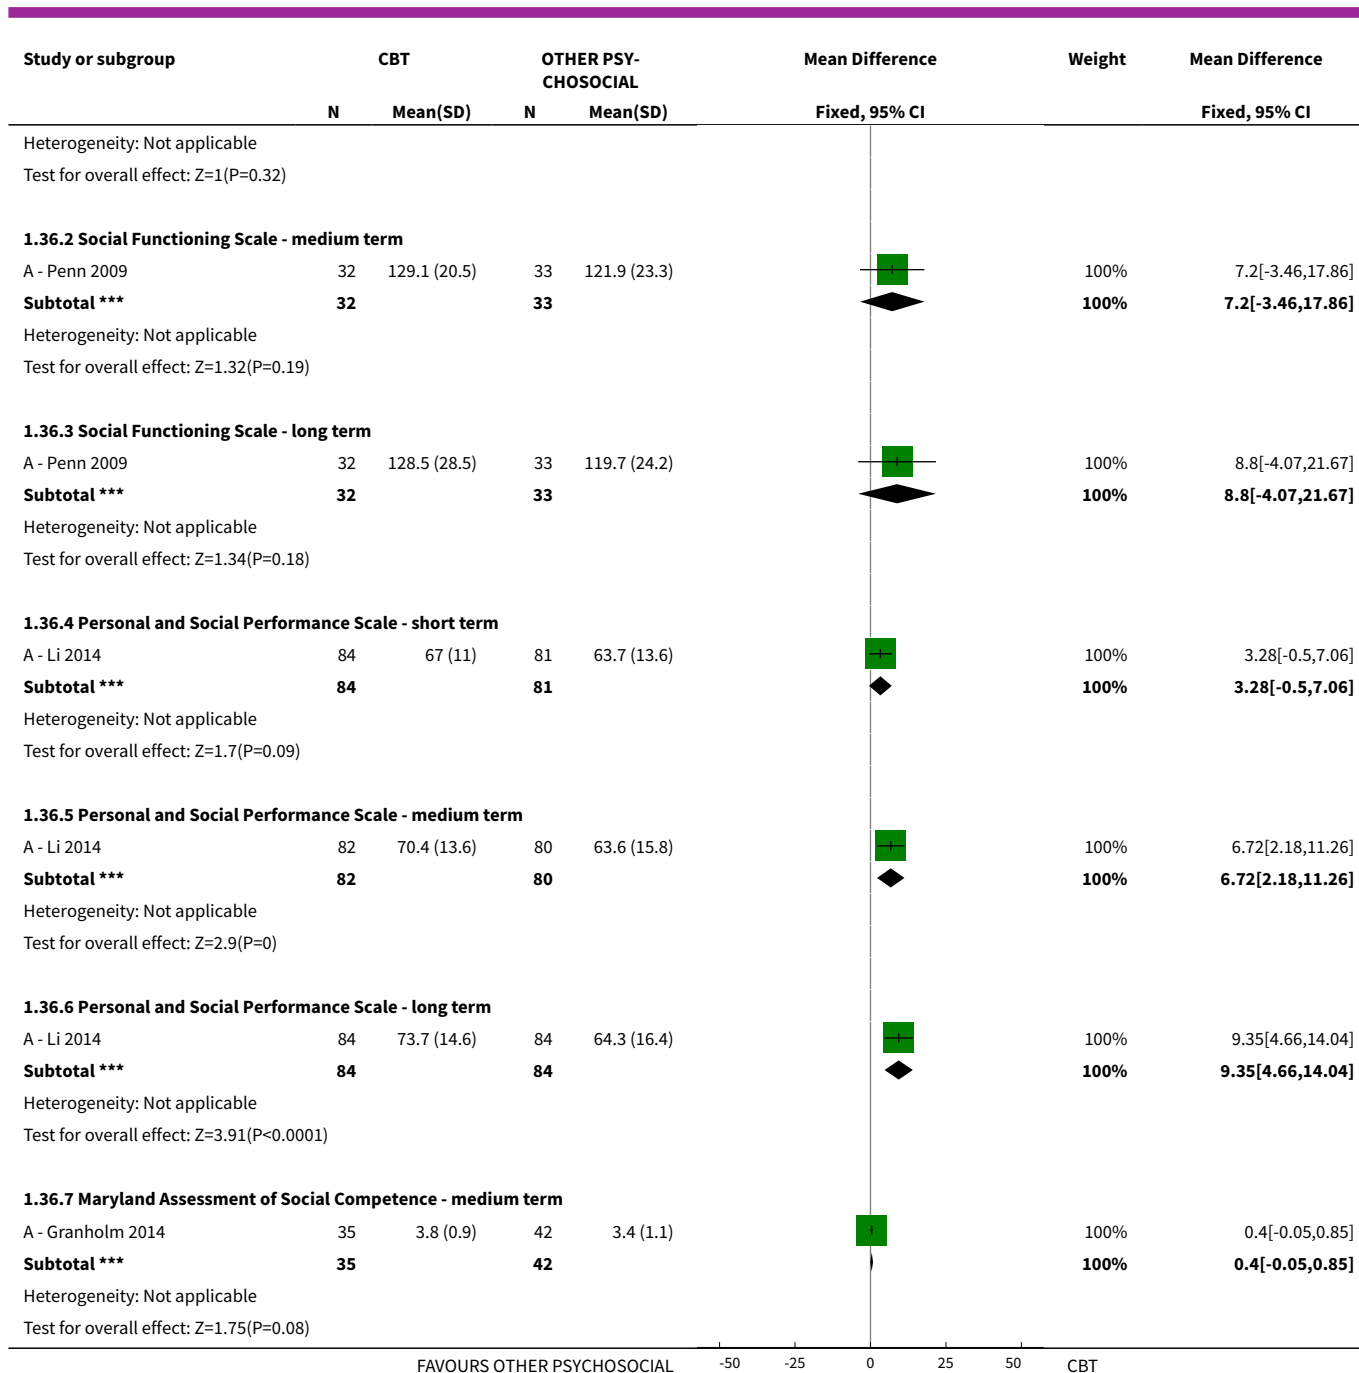 Study or subgroup CBT OTHER PSY- Mean Difference Weight Mean Difference
CHOSOCIAL
N Mean(SD) N Mean(SD) Fixed, 95% CI Fixed, 95% CI
Heterogeneity: Not applicable
Test for overall effect: Z=1(P=0.32)
1.36.2 Social Functioning Scale - medium term
A - Penn 2009 32 129.1 (20.5) 33 121.9 (23.3) 100% 7.2[-3.46,17.86]
Subtotal *** 32 33 100% 7.2[-3.46,17.86]
Heterogeneity: Not applicable
Test for overall effect: Z=1.32(P=0.19)
1.36.3 Social Functioning Scale - long term
A - Penn 2009 32 128.5 (28.5) 33 119.7 (24.2) 100% 8.8[-4.07,21.67]
Subtotal *** 32 33 100% 8.8[-4.07,21.67]
Heterogeneity: Not applicable
Test for overall effect: Z=1.34(P=0.18)
1.36.4 Personal and Social Performance Scale - short term
A - Li 2014 84 67 (11) 81 63.7 (13.6) 100% 3.28[-0.5,7.06]
Subtotal *** 84 81 100% 3.28[-0.5,7.06]
Heterogeneity: Not applicable
Test for overall effect: Z=1.7(P=0.09)
1.36.5 Personal and Social Performance Scale - medium term
A - Li 2014 82 70.4 (13.6) 80 63.6 (15.8) 100% 6.72[2.18,11.26]
Subtotal *** 82 80 100% 6.72[2.18,11.26]
Heterogeneity: Not applicable
Test for overall effect: Z=2.9(P=0)
1.36.6 Personal and Social Performance Scale - long term
A - Li 2014 84 73.7 (14.6) 84 64.3 (16.4) 100% 9.35[4.66,14.04]
Subtotal *** 84 84 100% 9.35[4.66,14.04]
Heterogeneity: Not applicable
Test for overall effect: Z=3.91(P<0.0001)
1.36.7 Maryland Assessment of Social Competence - medium term
A - Granholm 2014 35 3.8 (0.9) 42 3.4 (1.1) 100% 0.4[-0.05,0.85]
Subtotal *** 35 42 100% 0.4[-0.05,0.85]
Heterogeneity: Not applicable
Test for overall effect: Z=1.75(P=0.08)
FAVOURS OTHER PSYCHOSOCIAL -50 -25 0 25 50 CBT